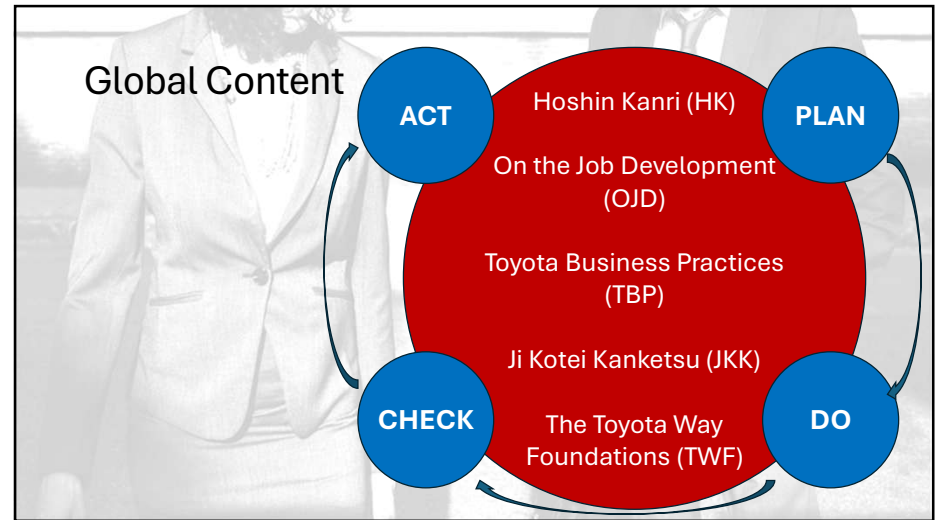 Global Content
ACT
PLAN
Hoshin Kanri (HK)
On the Job Development
(OJD)
Toyota Business Practices
(TBP)
Ji Kotei Kanketsu (JKK)
The Toyota Way
Foundations (TWF)
CHECK
DO